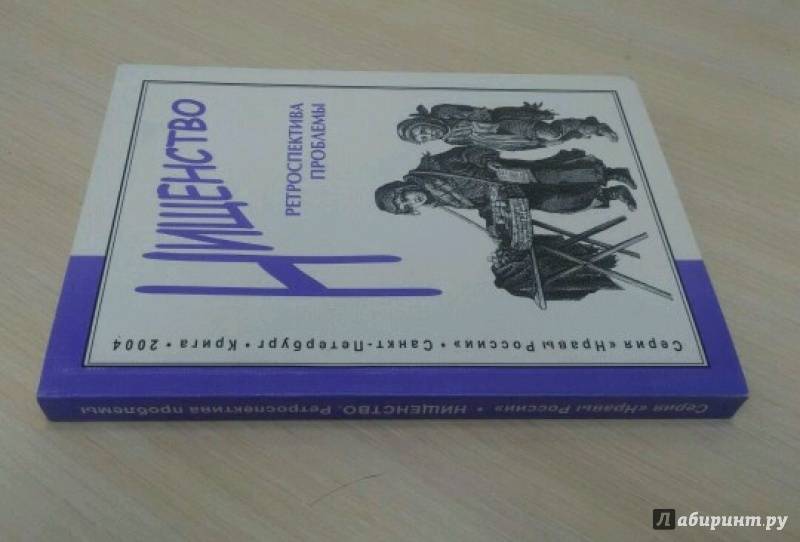 НИЩЕНСТВО
РЕТРОСПЕКТИВА
ПРОБЛЕМЫ
Серия «Нравы России» • Санкт-Петербург • Крига • 2004
Серия «Нравы России» • НИЩЕНСТВО. Ретроспектива проблемы
Лабиринт.ру